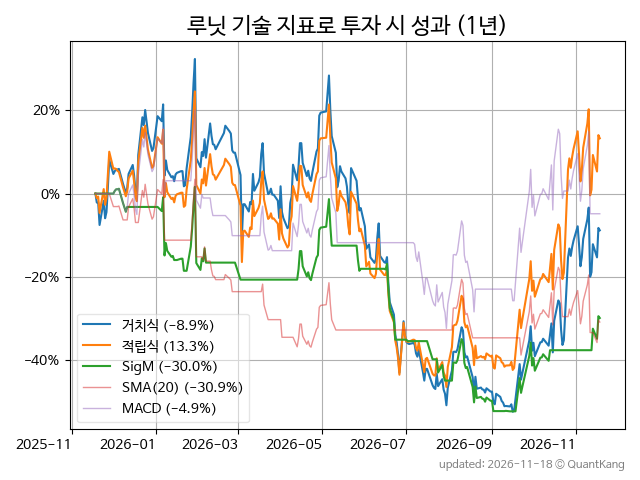 루닛 기술 지표로 투자 시 성과 (1년)
20%
0%
−20%
−40%
거치식 (−8.9%)
적립식 (13.3%)
SigM (−30.0%)
SMA(20) (−30.9%)
MACD (−4.9%)
2025-11 2026-01 2026-03 2026-05 2026-07 2026-09 2026-11
updated: 2026-11-18 © QuantKang